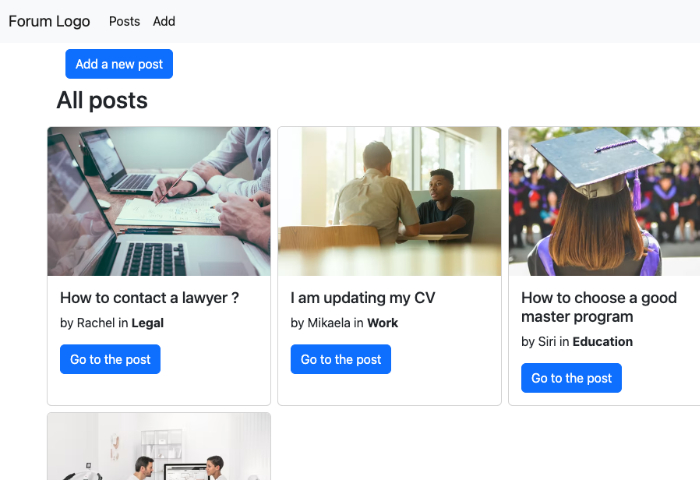 Forum Logo Posts Add
Add a new post
All posts
How to contact a lawyer ?
by Rachel in Legal
Go to the post
I am updating my CV
by Mikaela in Work
Go to the post
How to choose a good
master program
by Siri in Education
Go to the post